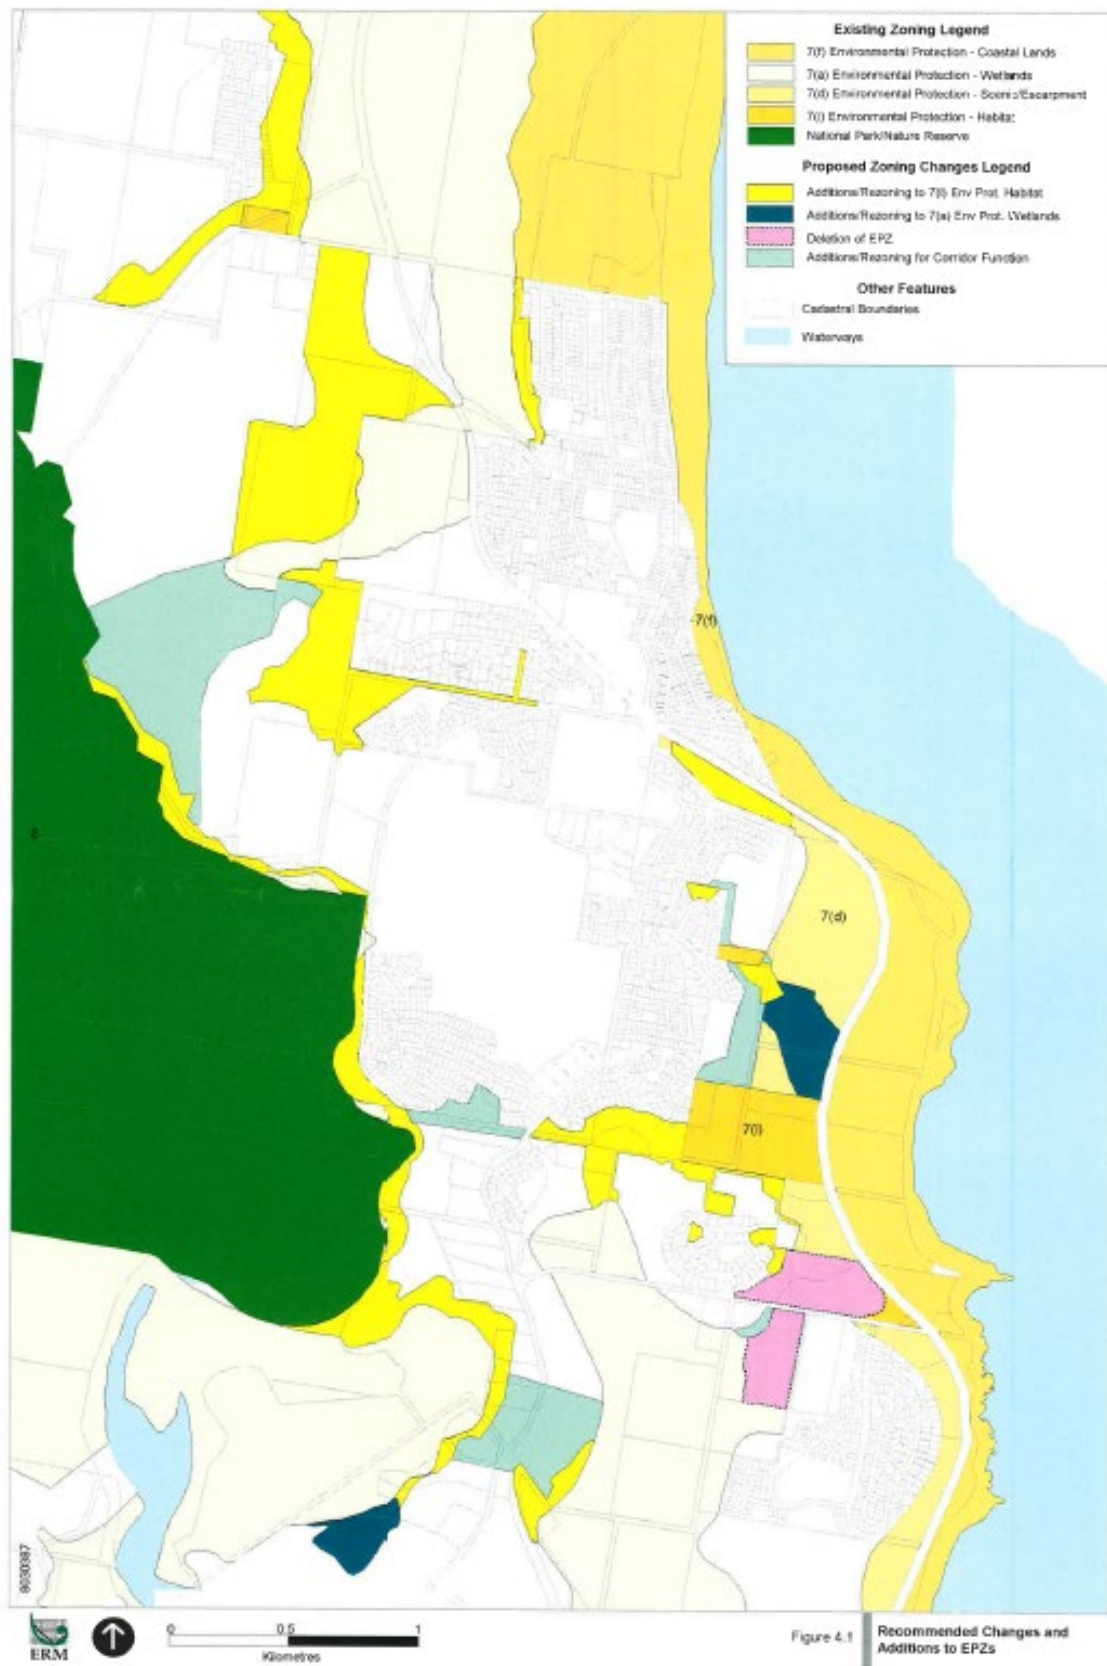 Existing Zoning Legend
7(f) Environmental Protection - Coastal Lands
7(a) Environmental Protection - Wetlands
7(d) Environmental Protection - Scenic/Escarpment
7(l) Environmental Protection - Habitat
National Park/Nature Reserve
Proposed Zoning Changes Legend
Additions/Rezoning to 7(l) Env Prot. Habitat
Additions/Rezoning to 7(a) Env Prot. Wetlands
Deletion of EPZ
Additions/Rezoning for Corridor Function
Other Features
Cadastral Boundaries
Waterways
7(f)
8
7(d)
7(l)
8030387
ERM
0 0.5 1
Kilometres
Figure 4.1
Recommended Changes and
Additions to EPZs